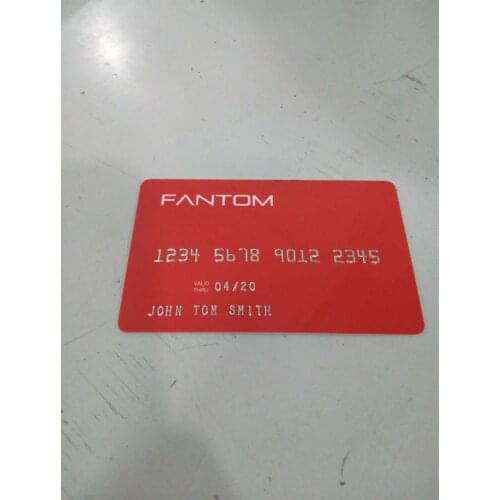 FANTOM
1234 5678 9012 2345
VALID
THRU 04/20
JOHN TOM SMITH